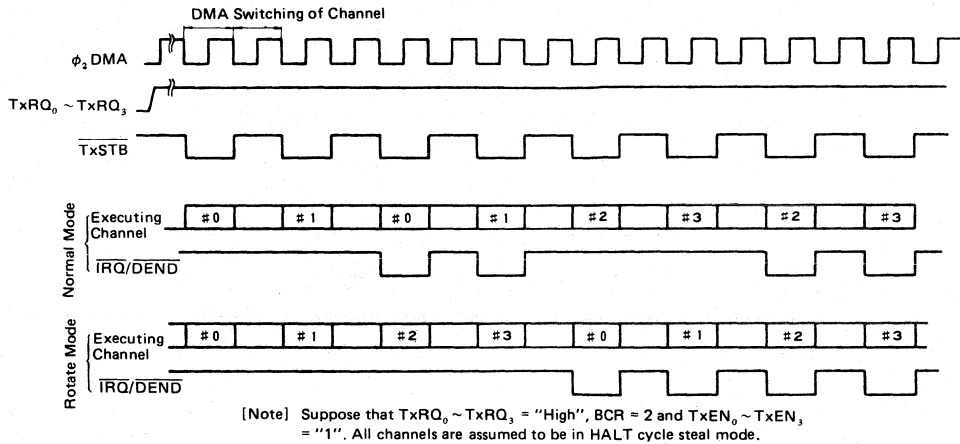 DMA Switching of Channel
φ₂ DMA
TxRQ₀ ~ TxRQ₃
TxSTB
Normal Mode
Executing Channel
#0 #1 #0 #1 #2 #3 #2 #3
IRQ/DEND
Rotate Mode
Executing Channel
#0 #1 #2 #3 #0 #1 #2 #3
IRQ/DEND
[Note] Suppose that TxRQ₀ ~ TxRQ₃ = "High", BCR = 2 and TxEN₀ ~ TxEN₃
= "1". All channels are assumed to be in HALT cycle steal mode.